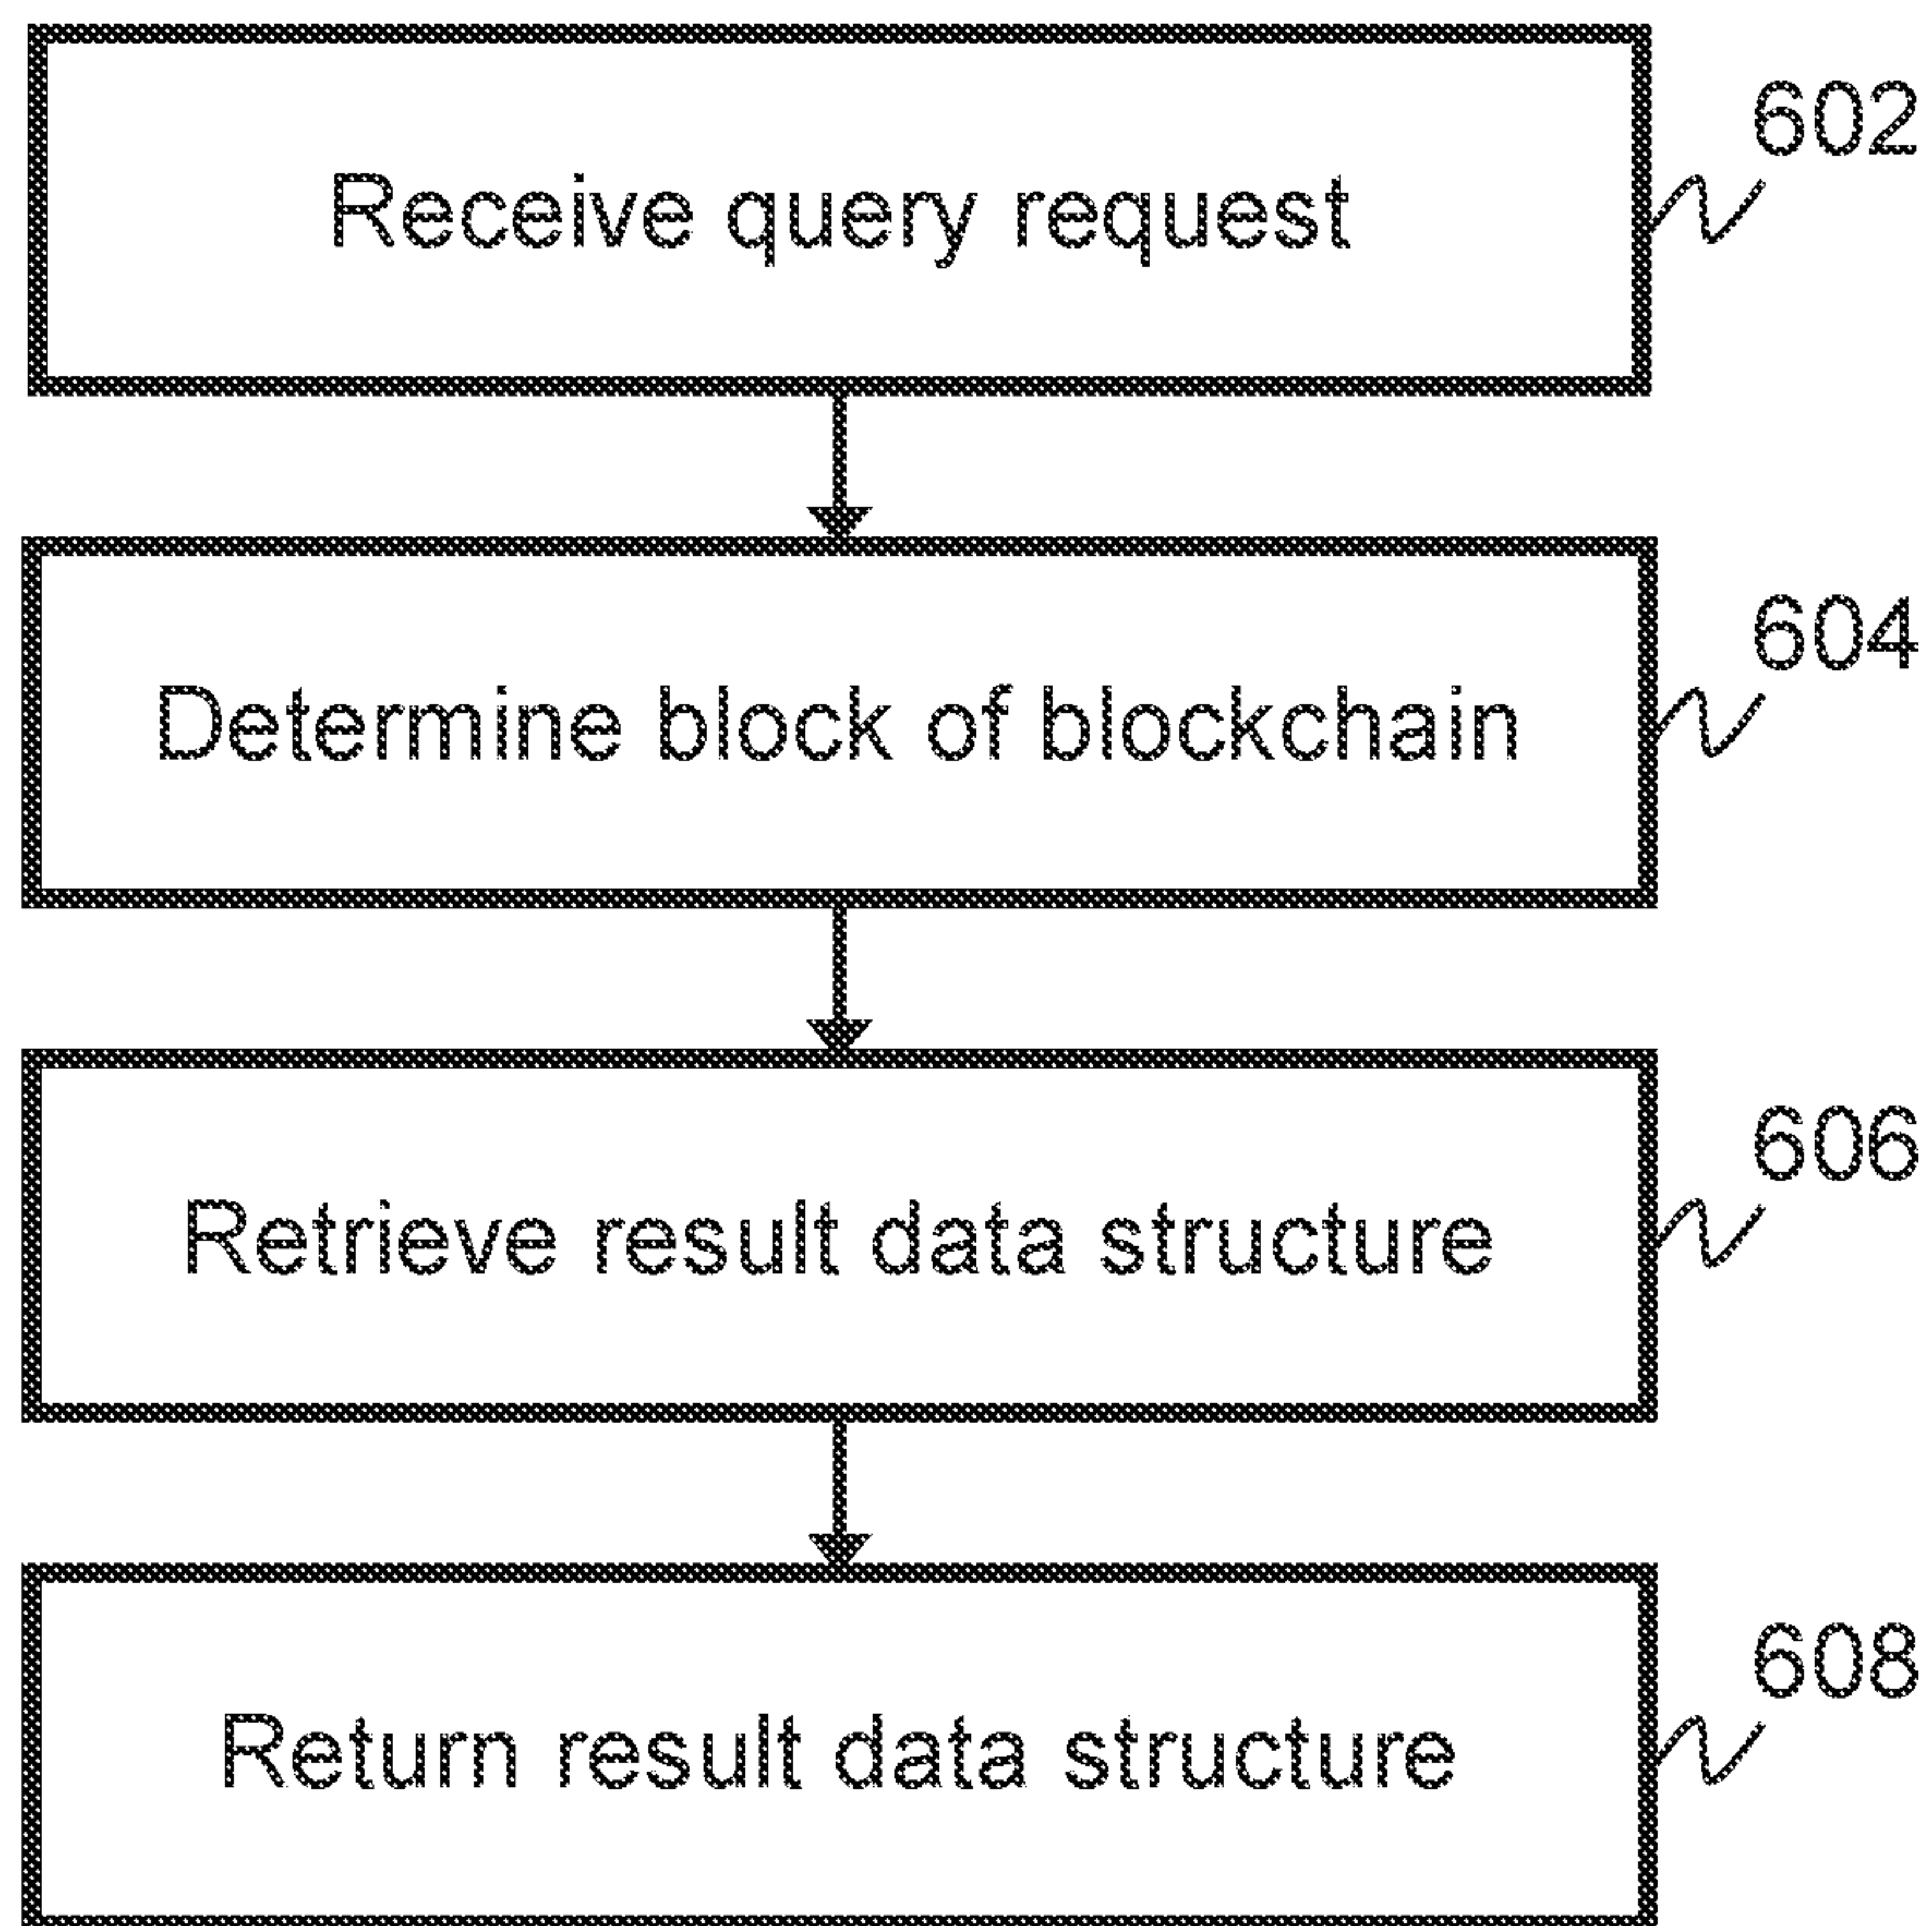 602
Receive query request
604
Determine block of blockchain
606
Retrieve result data structure
608
Return result data structure